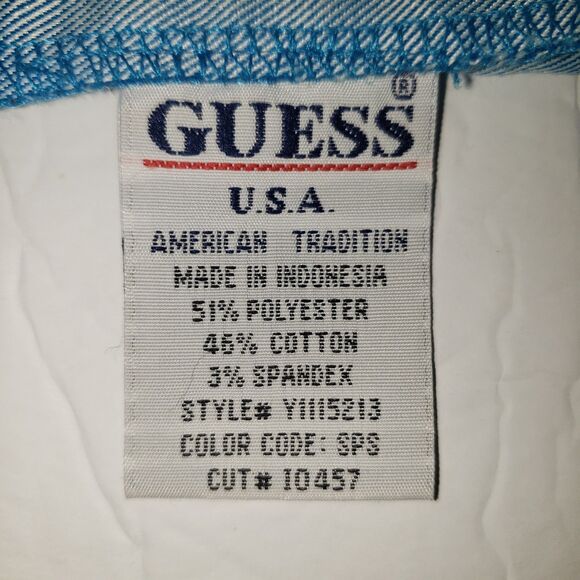 GUESS®
U.S.A.
AMERICAN TRADITION
MADE IN INDONESIA
51% POLYESTER
46% COTTON
3% SPANDEX
STYLE# Y1115213
COLOR CODE: SPS
CUT# 10457